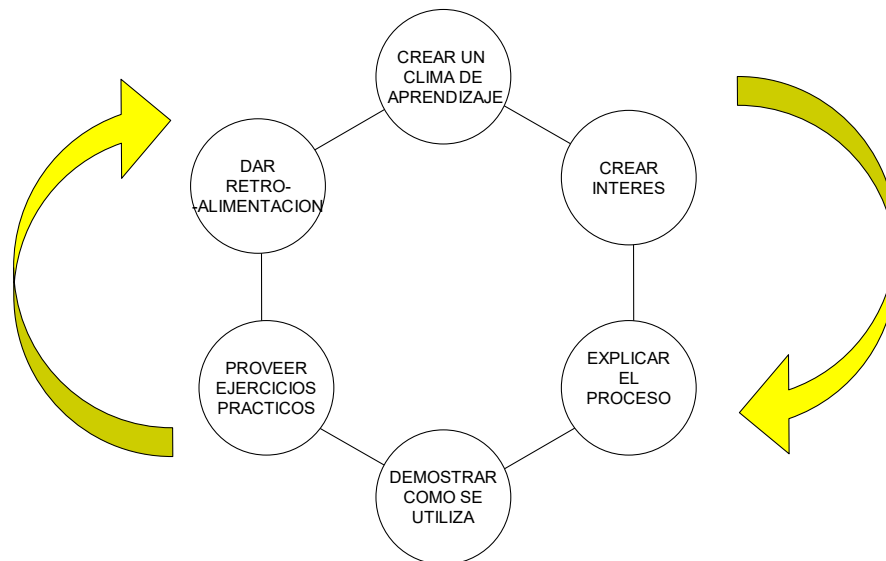 CREAR UN
CLIMA DE
APRENDIZAJE
CREAR
INTERES
EXPLICAR
EL
PROCESO
DEMOSTRAR
COMO SE
UTILIZA
PROVEER
EJERCICIOS
PRACTICOS
DAR
RETRO-
-ALIMENTACION